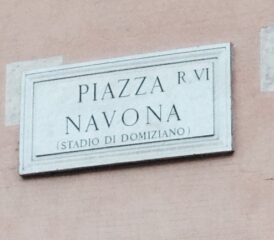 PIAZZA R. VI
NAVONA
(STADIO DI DOMIZIANO)